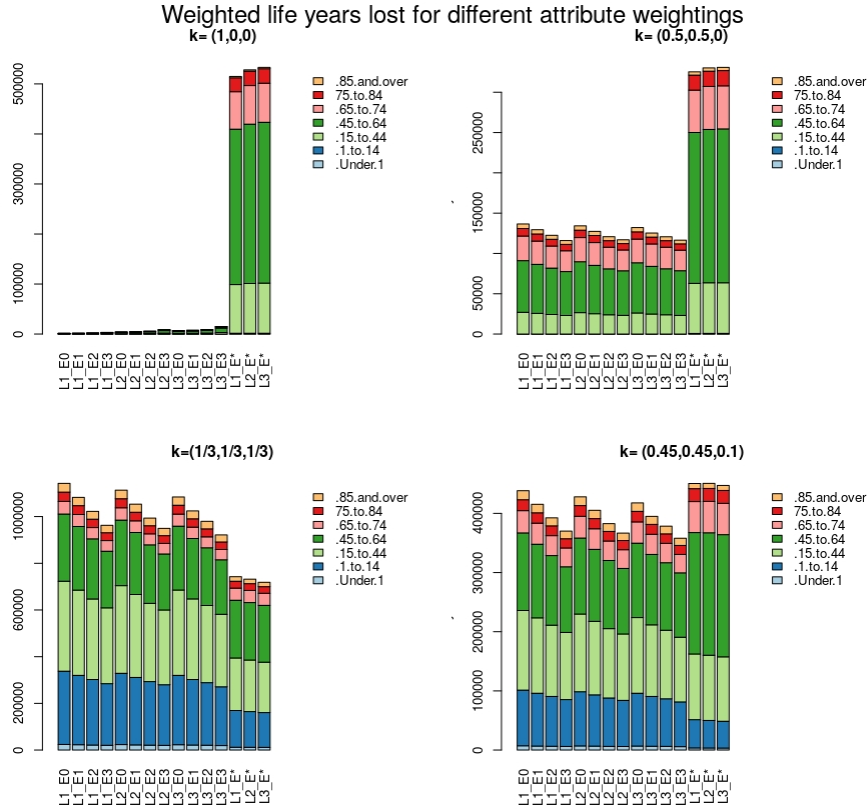 Weighted life years lost for different attribute weightings
k= (1,0,0)
.85.and.over
75.to.84
.65.to.74
.45.to.64
.15.to.44
.1.to.14
.Under.1
0
100000
300000
500000
L1_E0
L1_E1
L1_E2
L1_E3
L2_E0
L2_E1
L2_E2
L2_E3
L3_E0
L3_E1
L3_E2
L3_E3
L1_E*
L2_E*
L3_E*
k= (0.5,0.5,0)
.85.and.over
75.to.84
.65.to.74
.45.to.64
.15.to.44
.1.to.14
.Under.1
0
50000
150000
250000
L1_E0
L1_E1
L1_E2
L1_E3
L2_E0
L2_E1
L2_E2
L2_E3
L3_E0
L3_E1
L3_E2
L3_E3
L1_E*
L2_E*
L3_E*
k=(1/3,1/3,1/3)
.85.and.over
75.to.84
.65.to.74
.45.to.64
.15.to.44
.1.to.14
.Under.1
0
200000
600000
1000000
L1_E0
L1_E1
L1_E2
L1_E3
L2_E0
L2_E1
L2_E2
L2_E3
L3_E0
L3_E1
L3_E2
L3_E3
L1_E*
L2_E*
L3_E*
k= (0.45,0.45,0.1)
.85.and.over
75.to.84
.65.to.74
.45.to.64
.15.to.44
.1.to.14
.Under.1
0
100000
200000
300000
400000
L1_E0
L1_E1
L1_E2
L1_E3
L2_E0
L2_E1
L2_E2
L2_E3
L3_E0
L3_E1
L3_E2
L3_E3
L1_E*
L2_E*
L3_E*